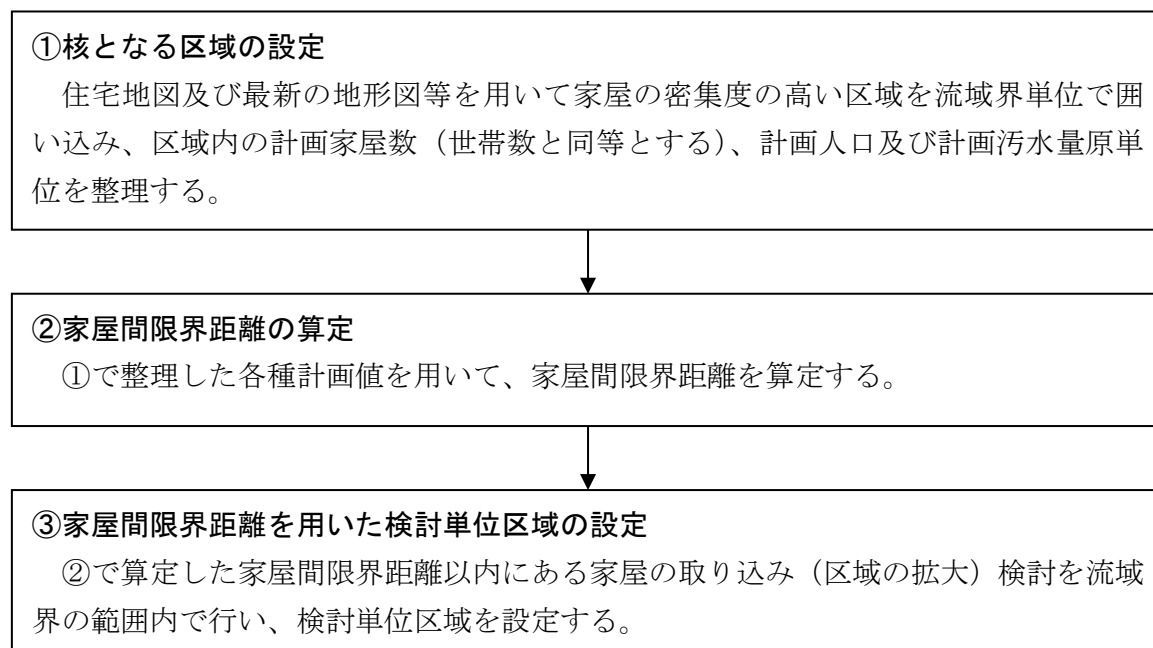 ①核となる区域の設定
住宅地図及び最新の地形図等を用いて家屋の密集度の高い区域を流域界単位で囲
い込み、区域内の計画家屋数（世帯数と同等とする）、計画人口及び計画汚水量原単
位を整理する。
②家屋間限界距離の算定
①で整理した各種計画値を用いて、家屋間限界距離を算定する。
③家屋間限界距離を用いた検討単位区域の設定
②で算定した家屋間限界距離以内にある家屋の取り込み（区域の拡大）検討を流域
界の範囲内で行い、検討単位区域を設定する。